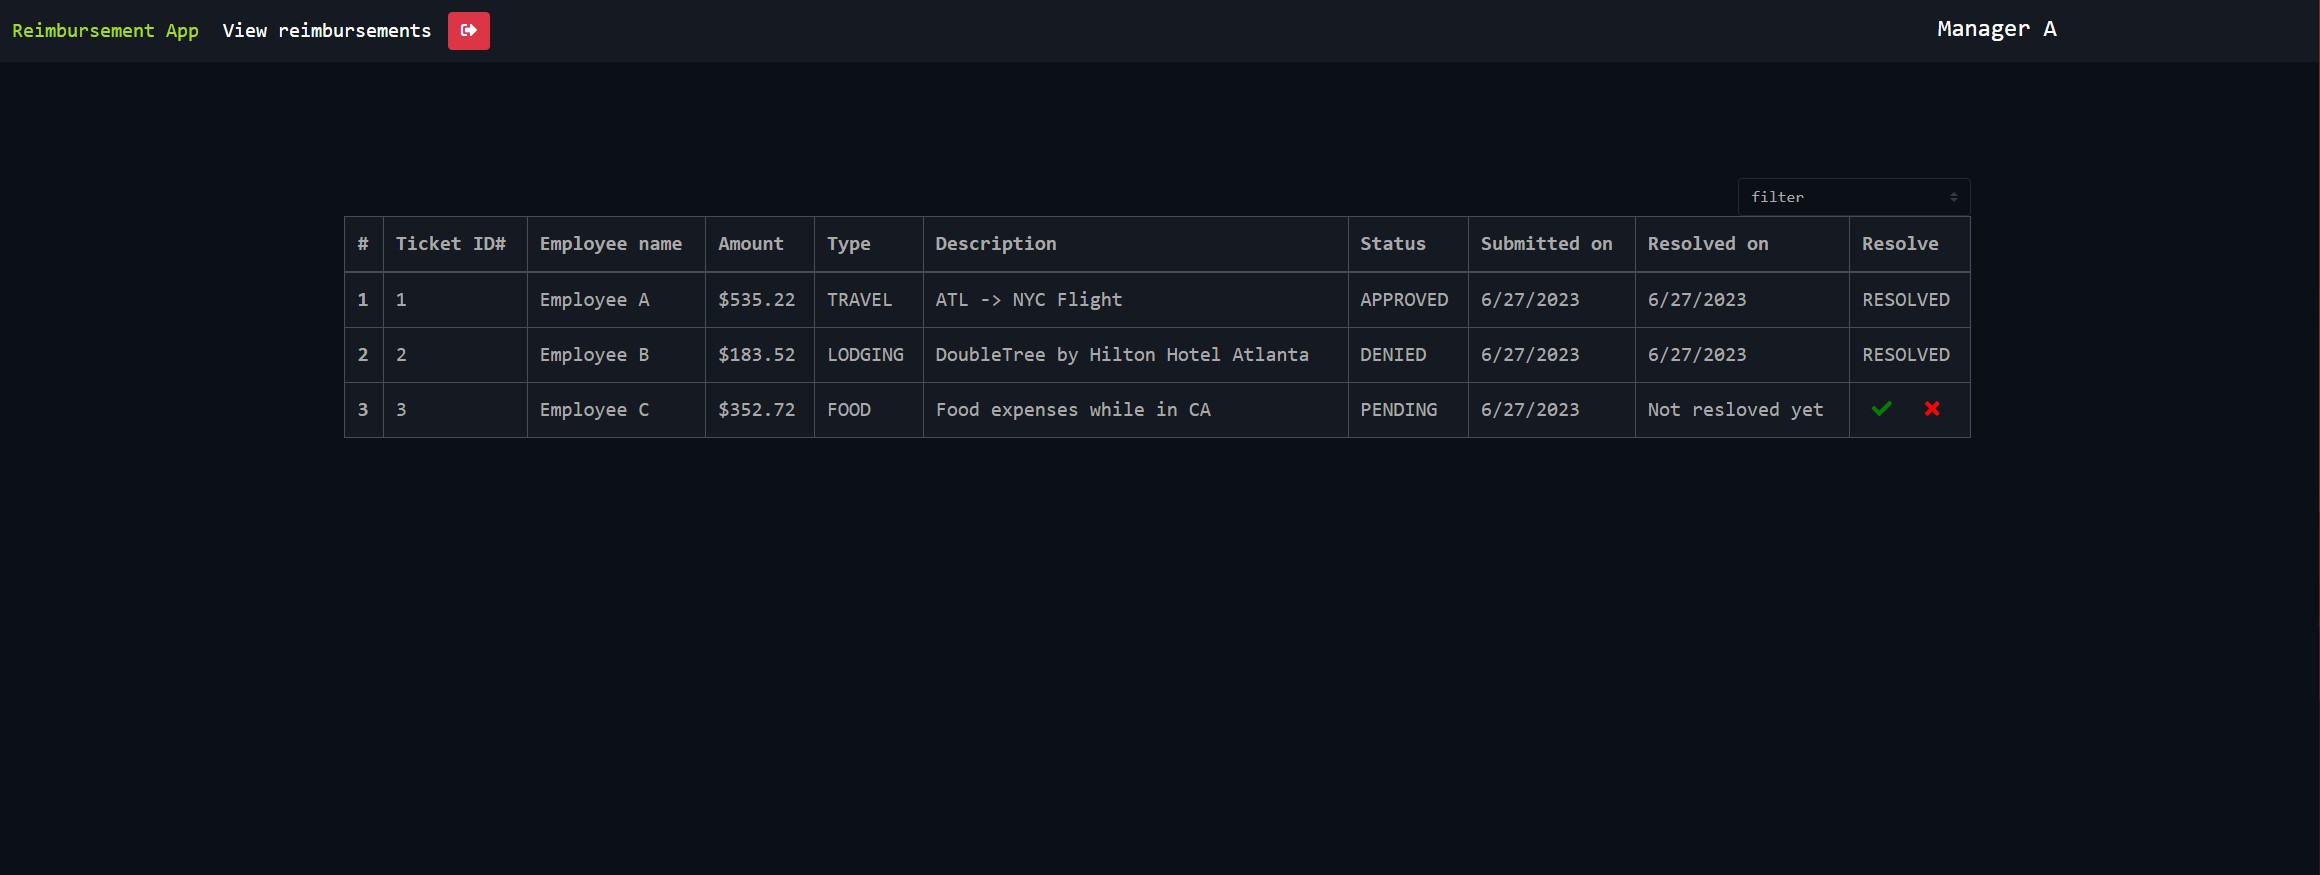 Reimbursement App View reimbursements Manager A
filter
# Ticket ID# Employee name Amount Type Description Status Submitted on Resolved on Resolve
1 1 Employee A $535.22 TRAVEL ATL -> NYC Flight APPROVED 6/27/2023 6/27/2023 RESOLVED
2 2 Employee B $183.52 LODGING DoubleTree by Hilton Hotel Atlanta DENIED 6/27/2023 6/27/2023 RESOLVED
3 3 Employee C $352.72 FOOD Food expenses while in CA PENDING 6/27/2023 Not resloved yet